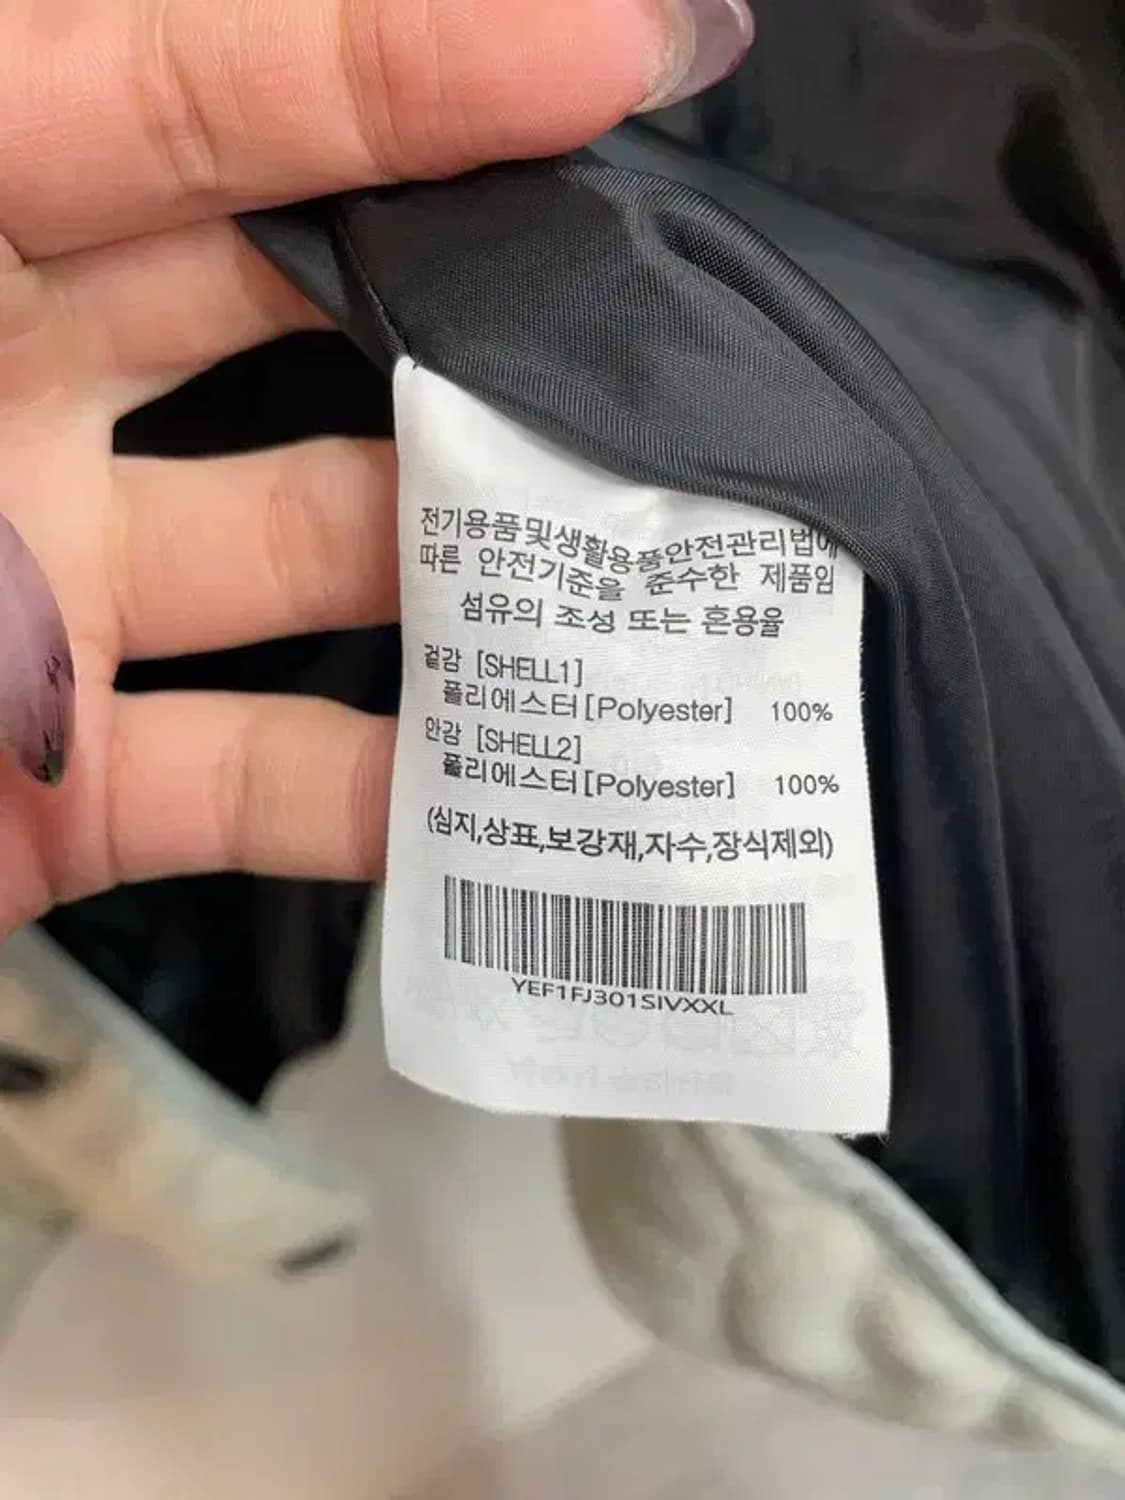 전기용품및생활용품안전관리법에
따른 안전기준을 준수한 제품임
섬유의 조성 또는 혼용율
겉감 [SHELL1]
폴리에스터[Polyester] 100%
안감 [SHELL2]
폴리에스터[Polyester] 100%
(심지,상표,보강재,자수,장식제외)
YEF1FJ301SIVXXL